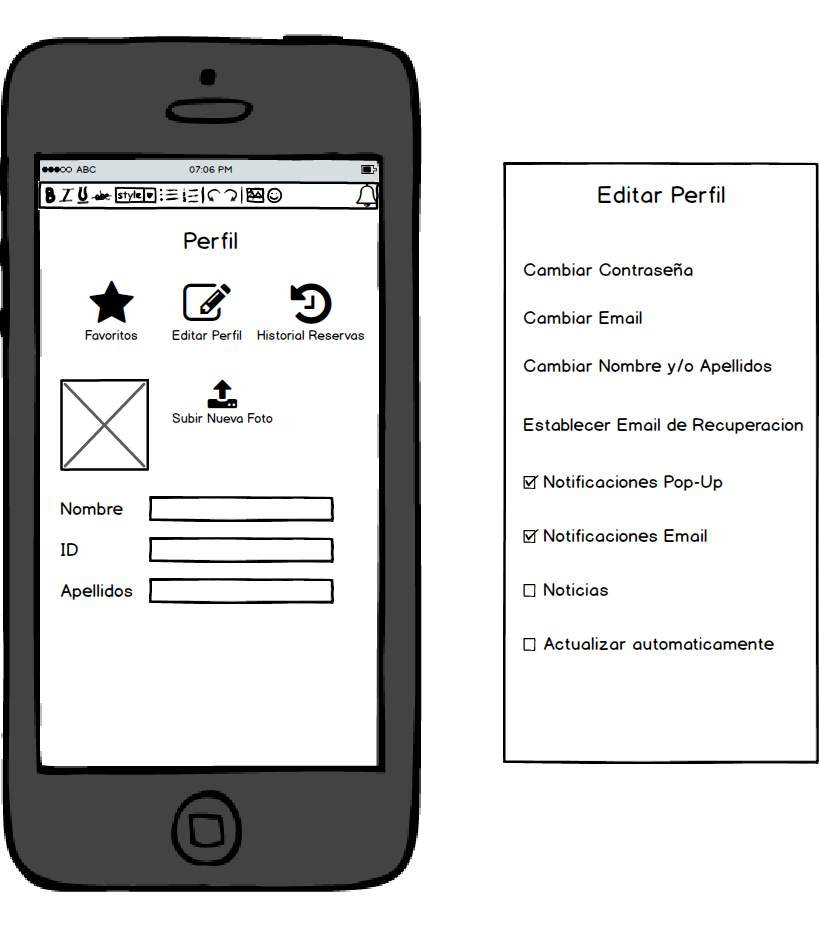 ABC 07:06 PM
B I U abc style
Perfil
Favoritos Editar Perfil Historial Reservas
Subir Nueva Foto
Nombre
ID
Apellidos
Editar Perfil
Cambiar Contraseña
Cambiar Email
Cambiar Nombre y/o Apellidos
Establecer Email de Recuperacion
Notificaciones Pop-Up
Notificaciones Email
Noticias
Actualizar automaticamente